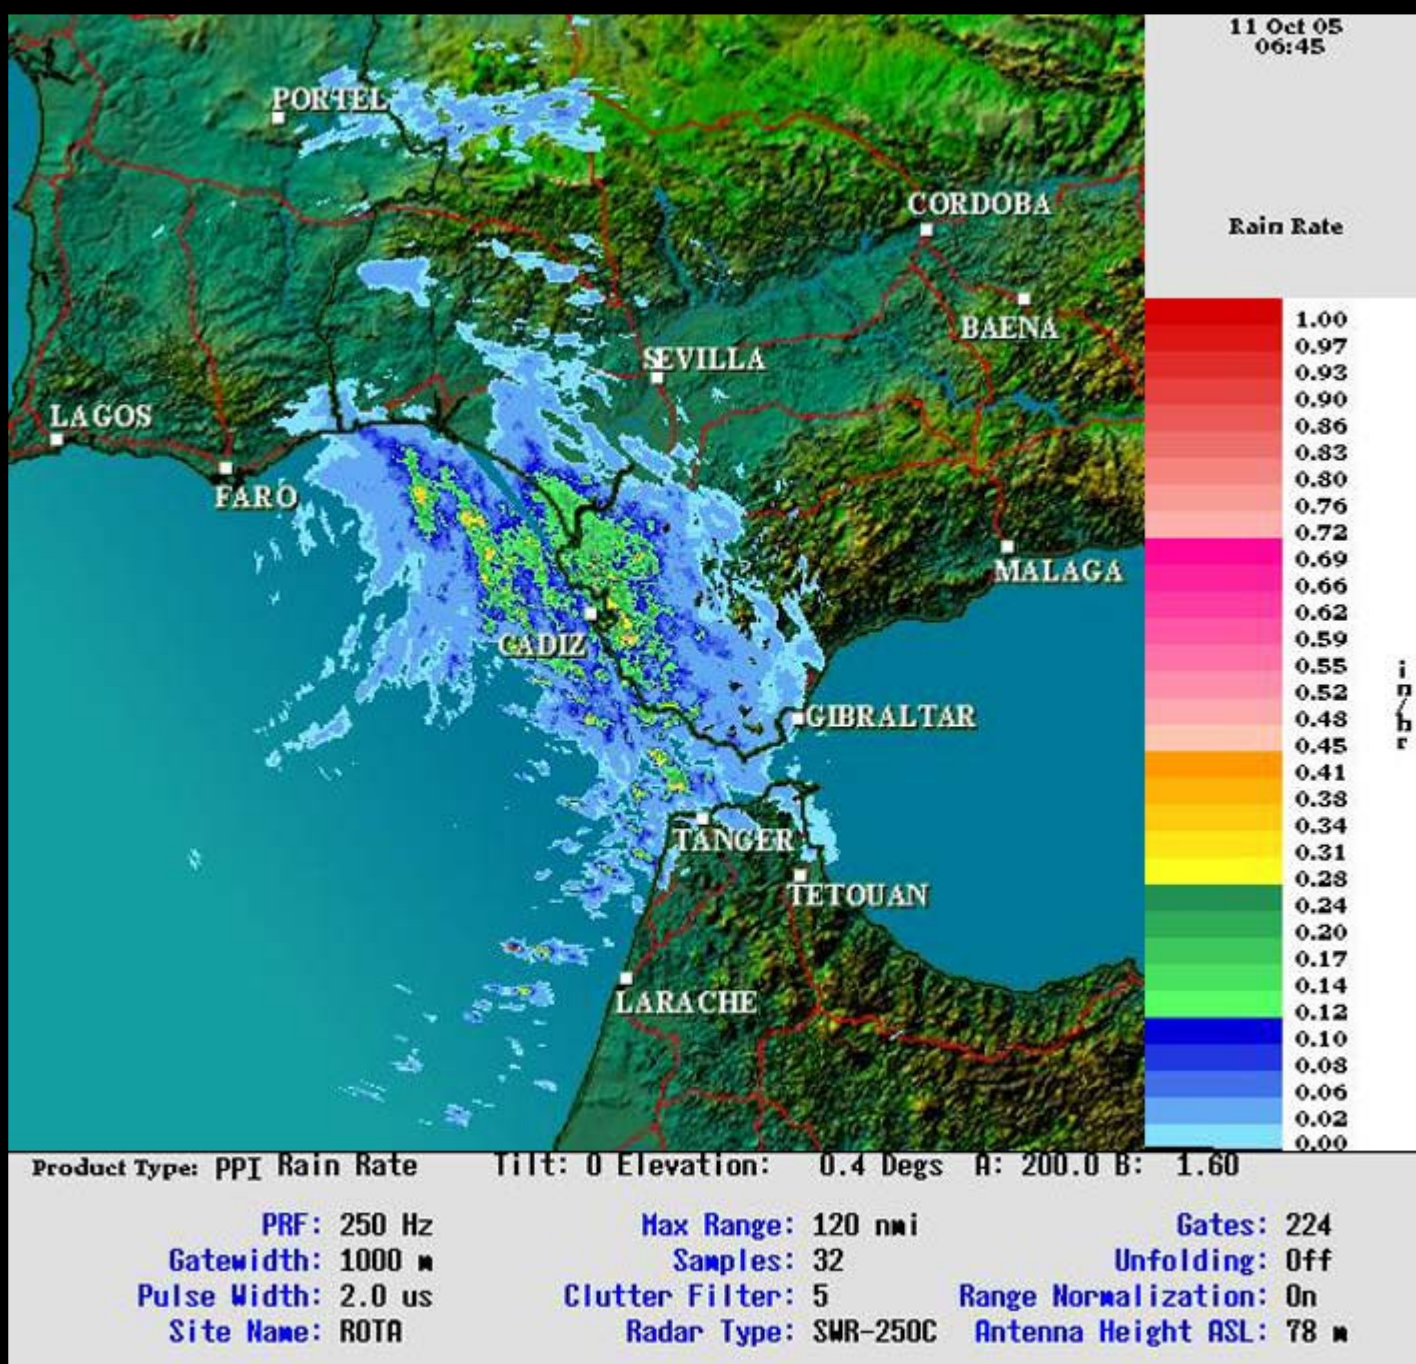 11 Oct 05
06:45
Rain Rate
PORTEL
CORDOBA
BAENA
SEVILLA
LAGOS
FARO
MALAGA
CADIZ
GIBRALTAR
TANGER
TETOUAN
LARACHE
1.00
0.97
0.93
0.90
0.86
0.83
0.80
0.76
0.72
0.69
0.66
0.62
0.59
0.55
0.52
0.48
0.45
0.41
0.38
0.34
0.31
0.28
0.24
0.20
0.17
0.14
0.12
0.10
0.08
0.06
0.02
0.00
in/hr
Product Type: PPI Rain Rate Tilt: 0 Elevation: 0.4 Degs A: 200.0 B: 1.60
PRF: 250 Hz Max Range: 120 nmi Gates: 224
Gatewidth: 1000 m Samples: 32 Unfolding: Off
Pulse Width: 2.0 us Clutter Filter: 5 Range Normalization: On
Site Name: ROTA Radar Type: SWR-250C Antenna Height ASL: 78 m